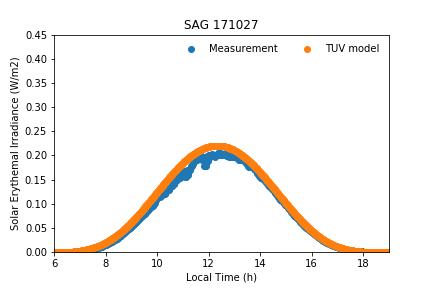 SAG 171027
Measurement
TUV model
Solar Erythemal Irradiance (W/m2)
0.45
0.40
0.35
0.30
0.25
0.20
0.15
0.10
0.05
0.00
6 8 10 12 14 16 18
Local Time (h)